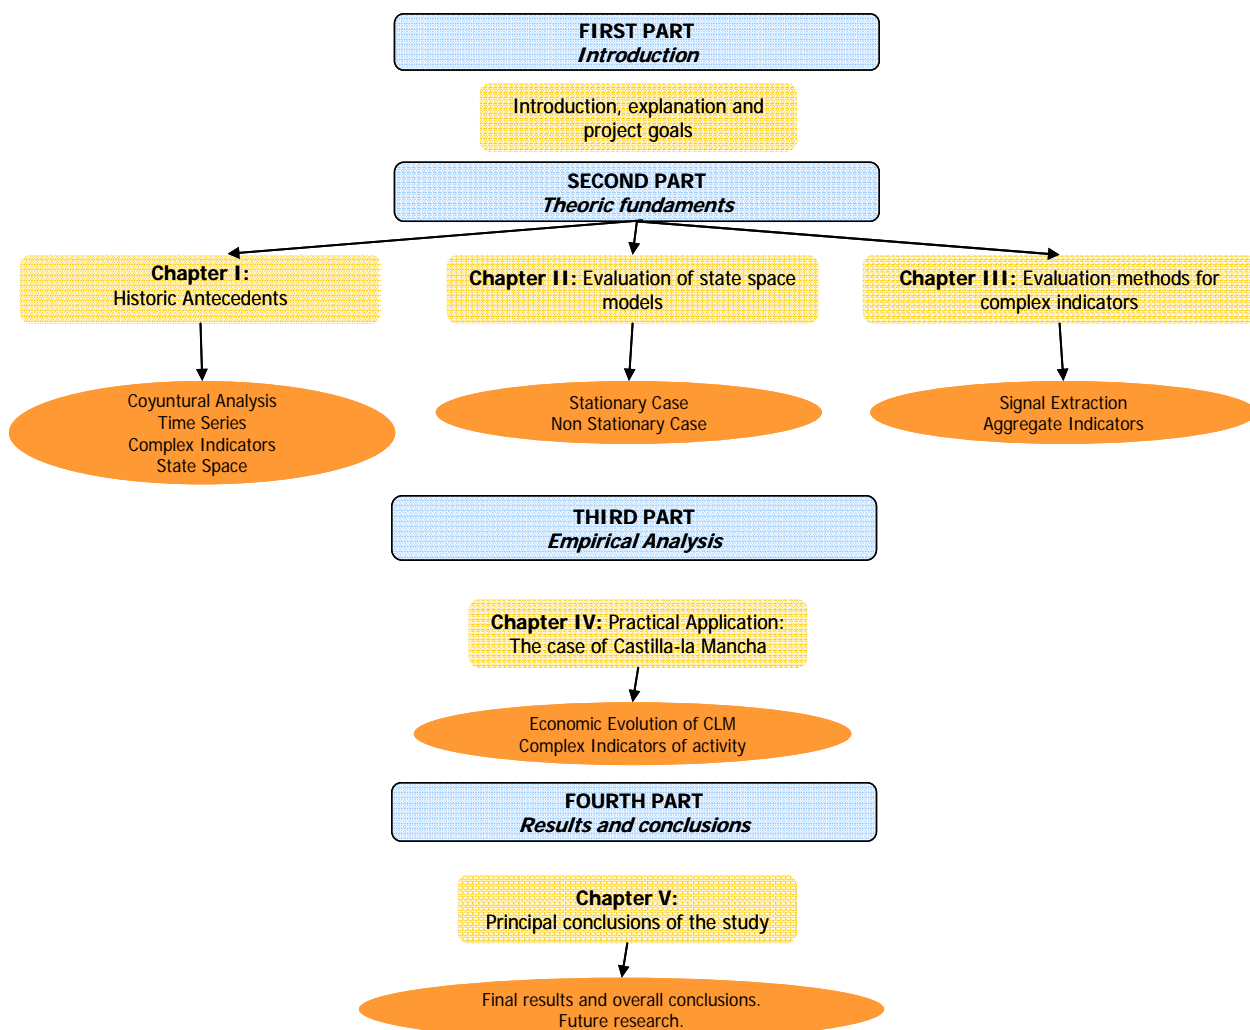 FIRST PART
Introduction
Introduction, explanation and
project goals
SECOND PART
Theoric fundaments
Chapter I:
Historic Antecedents
Chapter II: Evaluation of state space
models
Chapter III: Evaluation methods for
complex indicators
Coyuntural Analysis
Time Series
Complex Indicators
State Space
Stationary Case
Non Stationary Case
Signal Extraction
Aggregate Indicators
THIRD PART
Empirical Analysis
Chapter IV: Practical Application:
The case of Castilla-la Mancha
Economic Evolution of CLM
Complex Indicators of activity
FOURTH PART
Results and conclusions
Chapter V:
Principal conclusions of the study
Final results and overall conclusions.
Future research.